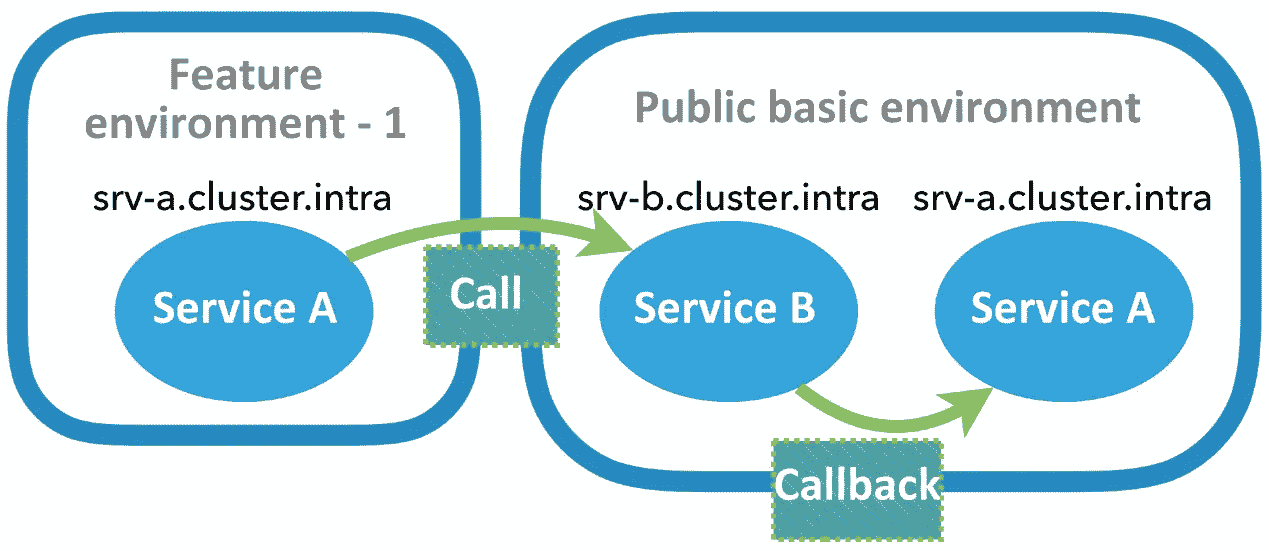 Feature
environment - 1
srv-a.cluster.intra
Service A
Call
Public basic environment
srv-b.cluster.intra
srv-a.cluster.intra
Service B
Service A
Callback